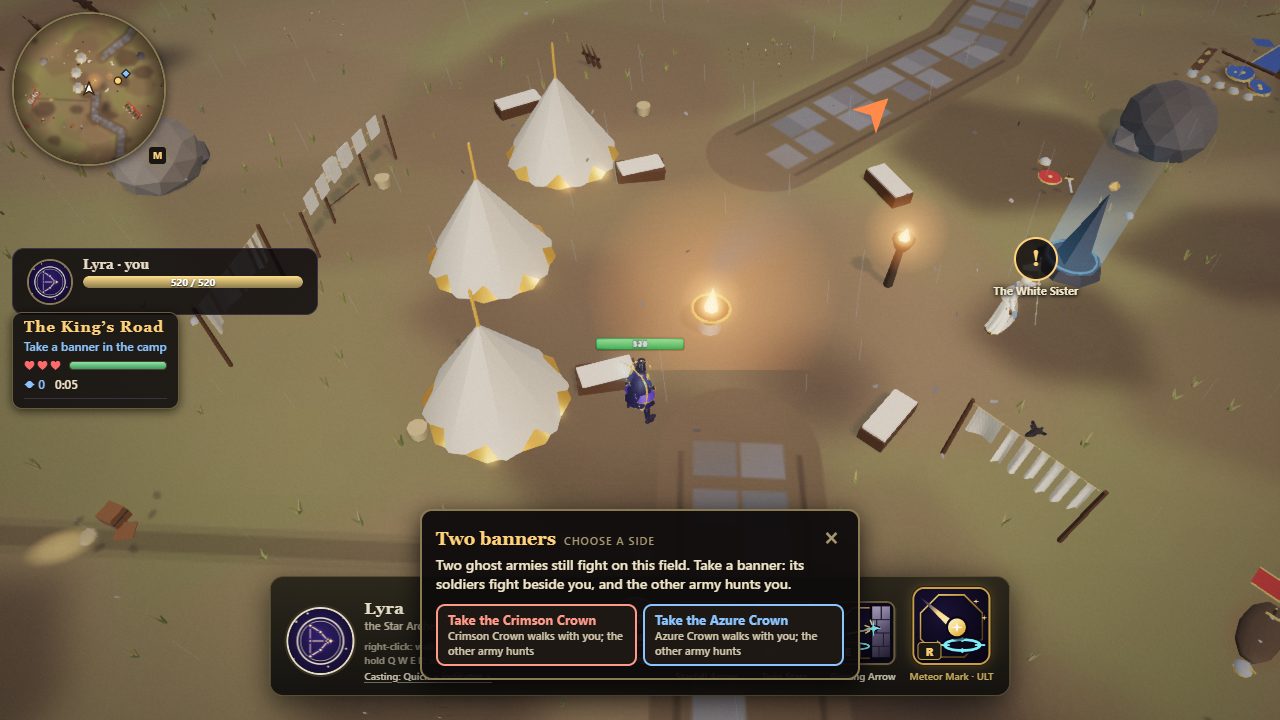 M
Lyra · you
520 / 520
The King's Road
Take a banner in the camp
0 0:05
520
!
The White Sister
Two banners CHOOSE A SIDE
Two ghost armies still fight on this field. Take a banner: its
soldiers fight beside you, and the other army hunts you.
Take the Crimson Crown
Crimson Crown walks with you; the
other army hunts
Take the Azure Crown
Azure Crown walks with you; the
other army hunts
Lyra
the Star
right-click:
hold Q W E
Casting:
R
Arrow
Meteor Mark · ULT